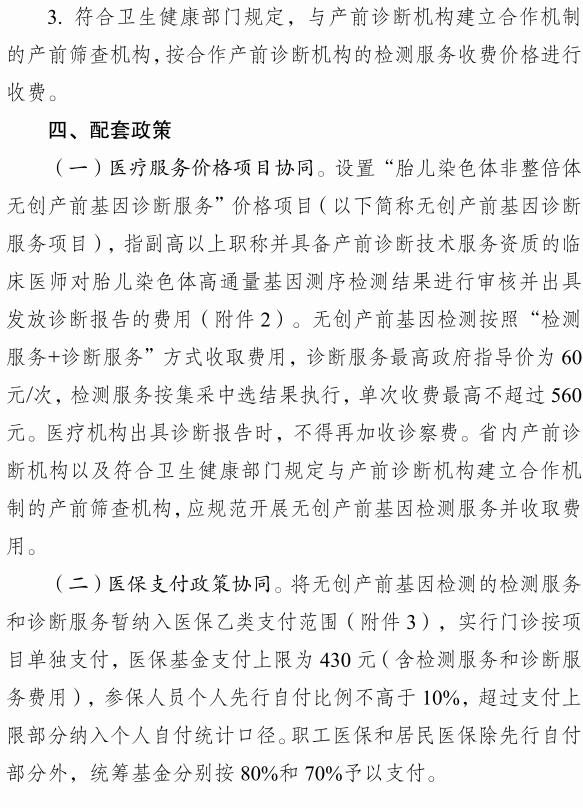 3. 符合卫生健康部门规定，与产前诊断机构建立合作机制
的产前筛查机构,按合作产前诊断机构的检测服务收费价格进行
收费。
四、配套政策
（一）医疗服务价格项目协同。设置“胎儿染色体非整倍体
无创产前基因诊断服务”价格项目（以下简称无创产前基因诊断
服务项目），指副高以上职称并具备产前诊断技术服务资质的临
床医师对胎儿染色体高通量基因测序检测结果进行审核并出具
发放诊断报告的费用（附件 2）。无创产前基因检测按照“检测
服务+诊断服务”方式收取费用，诊断服务最高政府指导价为 60
元/次，检测服务按集采中选结果执行，单次收费最高不超过 560
元。医疗机构出具诊断报告时，不得再加收诊察费。省内产前诊
断机构以及符合卫生健康部门规定与产前诊断机构建立合作机
制的产前筛查机构,应规范开展无创产前基因检测服务并收取费
用。
（二）医保支付政策协同。将无创产前基因检测的检测服务
和诊断服务暂纳入医保乙类支付范围（附件 3），实行门诊按项
目单独支付，医保基金支付上限为 430 元（含检测服务和诊断服
务费用），参保人员个人先行自付比例不高于 10%，超过支付上
限部分纳入个人自付统计口径。职工医保和居民医保除先行自付
部分外，统筹基金分别按 80%和 70%予以支付。